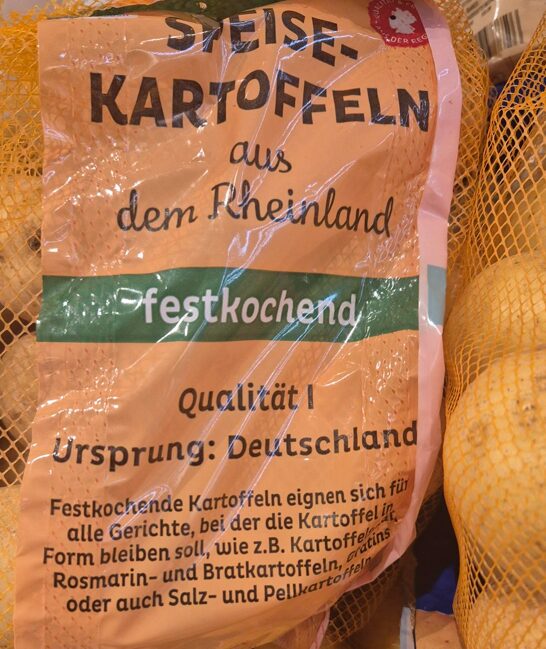 SPEISE-
KARTOFFELN
aus
dem Rheinland
festkochend
Qualität I
Ursprung: Deutschland
Festkochende Kartoffeln eignen sich für
alle Gerichte, bei der die Kartoffel in
Form bleiben soll, wie z.B.
Rosmarin- und Bratkartoffeln, Gratins
oder auch Salz- und Pellkartoffeln